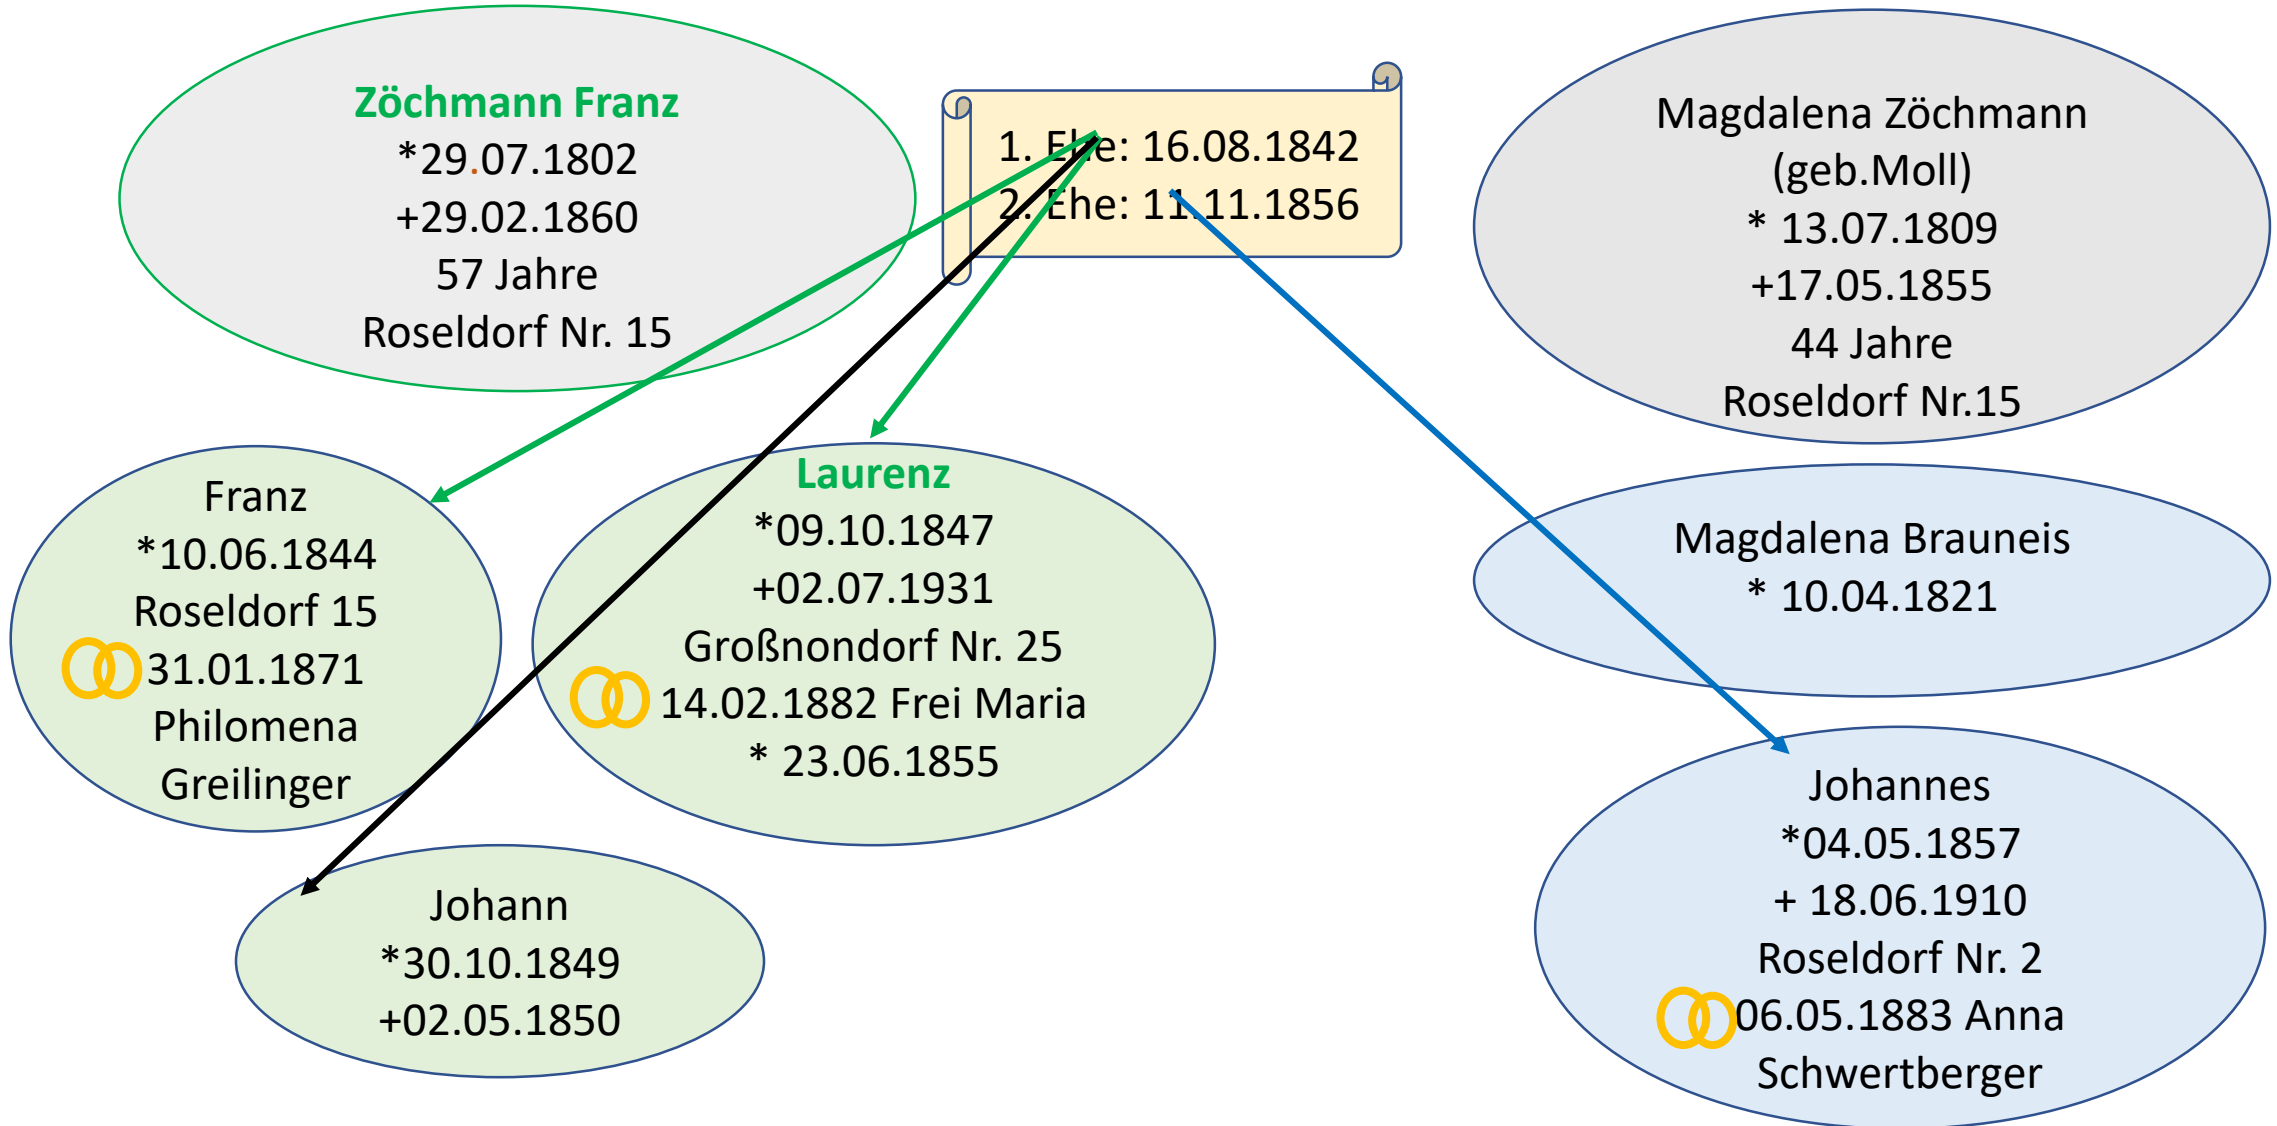 Zöchmann Franz
*29.07.1802
+29.02.1860
57 Jahre
Roseldorf Nr. 15
1. Ehe: 16.08.1842
2. Ehe: 11.11.1856
Magdalena Zöchmann
(geb.Moll)
* 13.07.1809
+17.05.1855
44 Jahre
Roseldorf Nr.15
Franz
*10.06.1844
Roseldorf 15
31.01.1871
Philomena
Greilinger
Laurenz
*09.10.1847
+02.07.1931
Großnondorf Nr. 25
14.02.1882 Frei Maria
* 23.06.1855
Magdalena Brauneis
* 10.04.1821
Johann
*30.10.1849
+02.05.1850
Johannes
*04.05.1857
+ 18.06.1910
Roseldorf Nr. 2
06.05.1883 Anna
Schwertberger